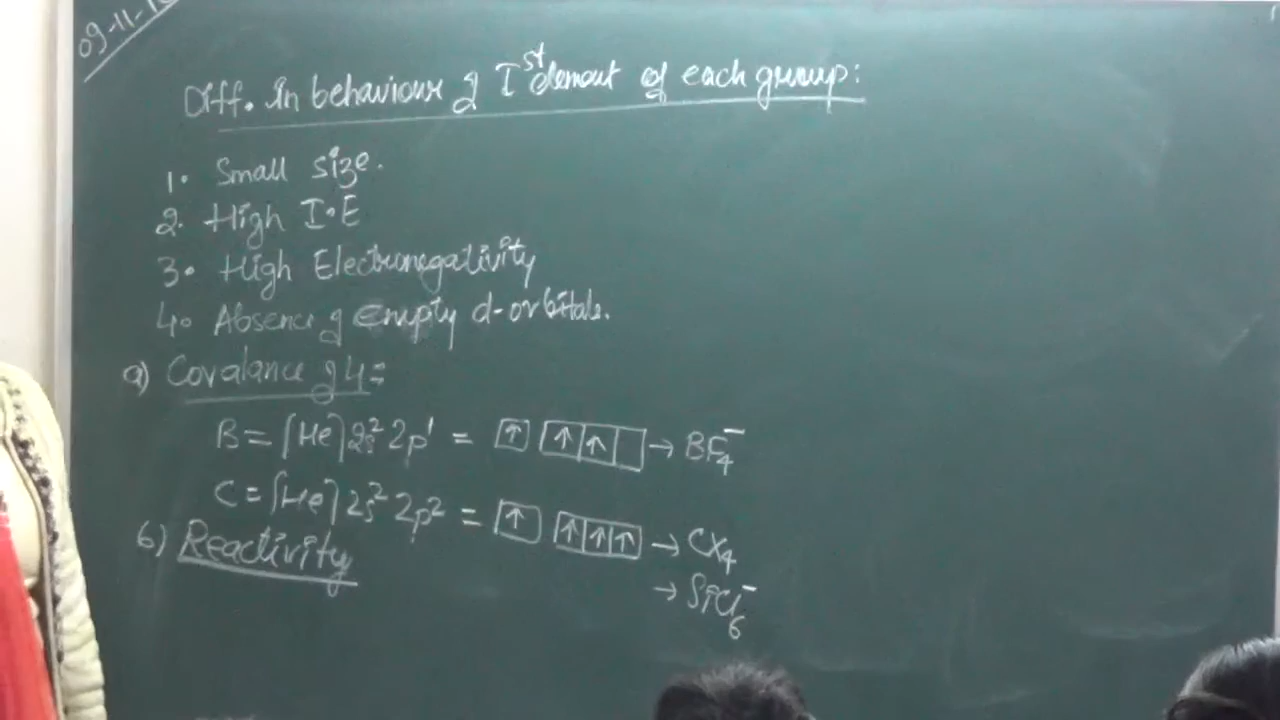 09-11-
Diff. in behaviour of Ist element of each group:
1. Small size.
2. High I.E
3. High Electronegativity
4. Absence of empty d-orbitals.
a) Covalance of 4:
B = [He] 2s² 2p¹ = ↑ ↑ ↑ → BF₄⁻
C = [He] 2s² 2p² = ↑ ↑ ↑ ↑ → CX₄
→ SiCl₆⁻
b) Reactivity